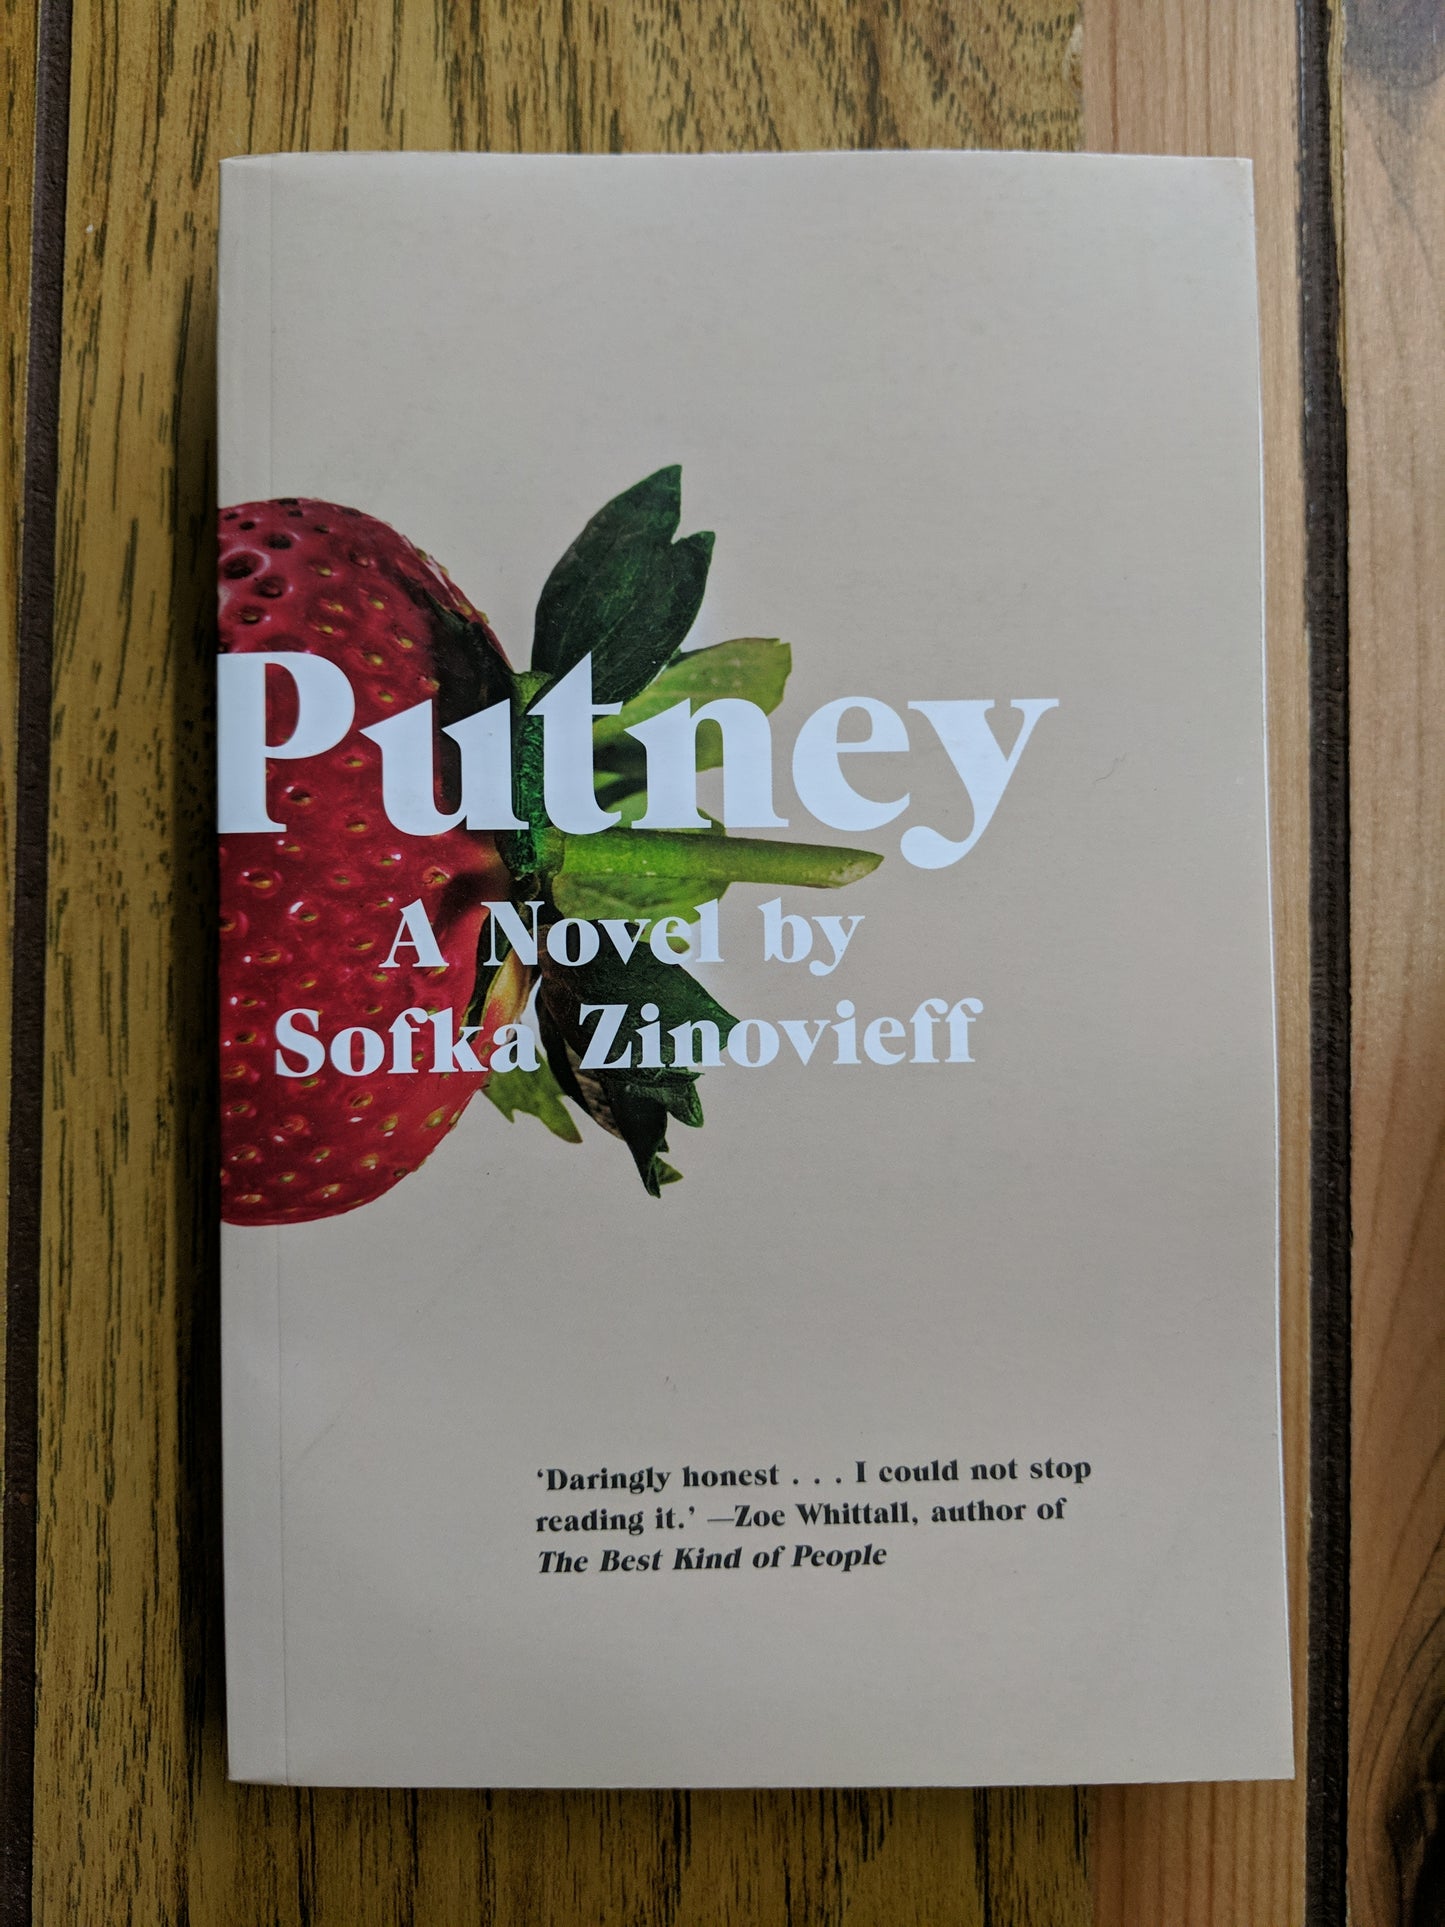 Putney
A Novel by
Sofka Zinovieff
‘Daringly honest . . . I could not stop
reading it.’ —Zoe Whittall, author of
The Best Kind of People